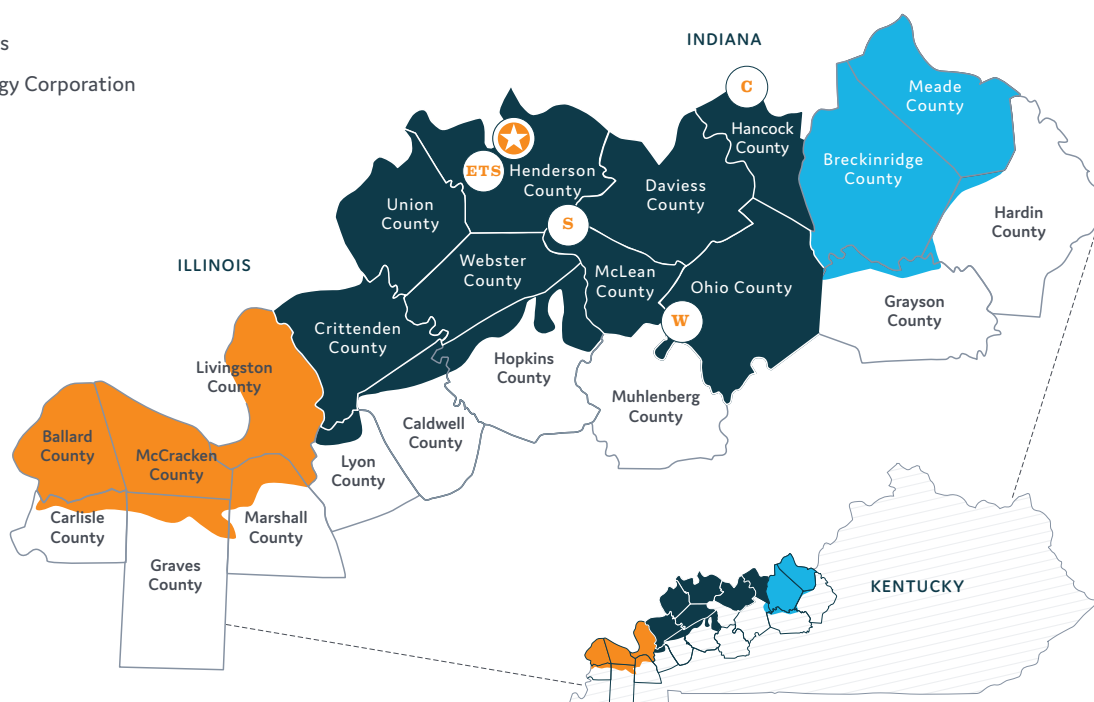 s
gy Corporation
INDIANA
C
Meade
County
Hancock
County
Breckinridge
County
ETS
Henderson
County
Daviess
County
Union
County
S
Hardin
County
ILLINOIS
Webster
County
McLean
County
Ohio County
Grayson
County
W
Crittenden
County
Livingston
County
Hopkins
County
Muhlenberg
County
Ballard
County
McCracken
County
Caldwell
County
Lyon
County
Carlisle
County
Marshall
County
Graves
County
KENTUCKY